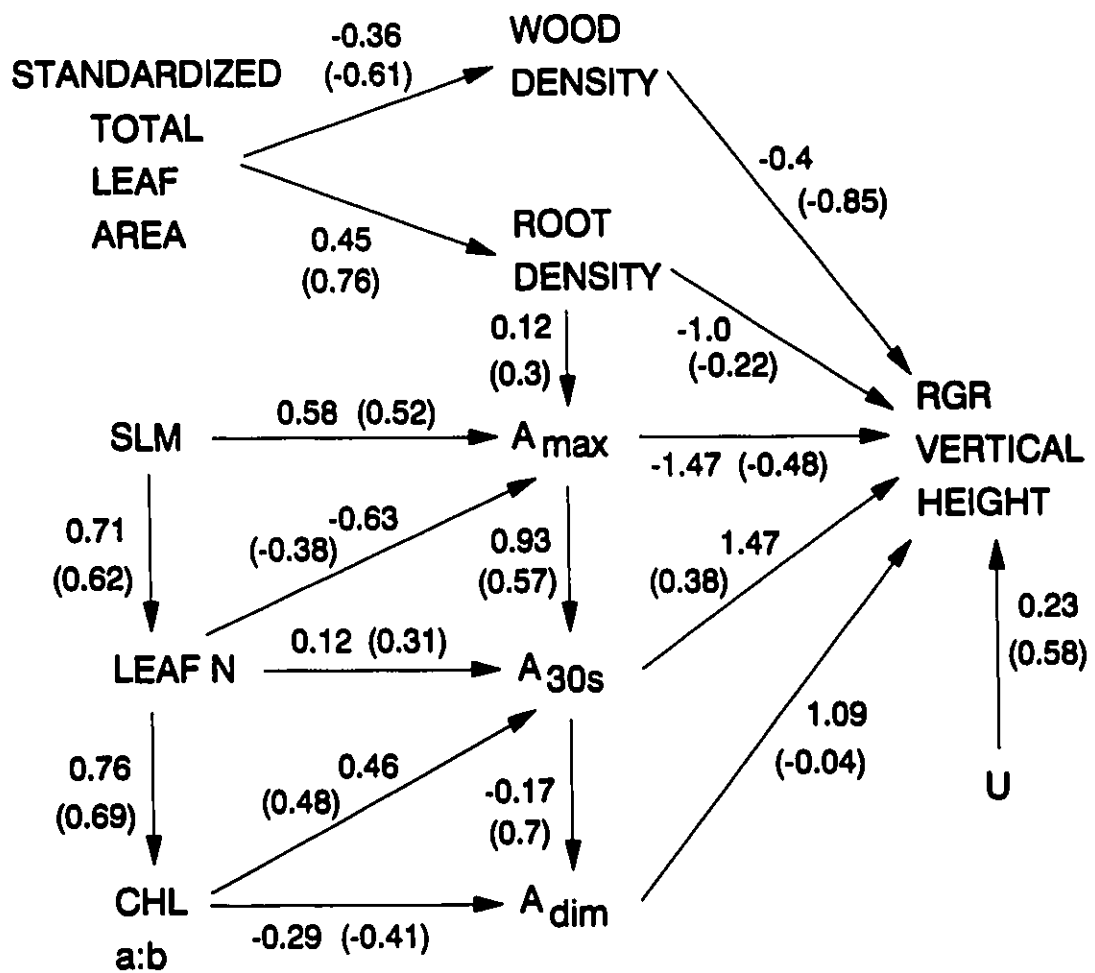 STANDARDIZED
TOTAL
LEAF
AREA
-0.36
(-0.61)
WOOD
DENSITY
-0.4
(-0.85)
0.45
(0.76)
ROOT
DENSITY
0.12
(0.3)
-1.0
(-0.22)
RGR
VERTICAL
HEIGHT
SLM
0.58 (0.52)
A max
-1.47 (-0.48)
0.71
(0.62)
-0.63
(-0.38)
0.93
(0.57)
1.47
(0.38)
0.23
(0.58)
LEAF N
0.12 (0.31)
A 30s
1.09
(-0.04)
U
0.76
(0.69)
0.46
(0.48)
-0.17
(0.7)
CHL
a:b
-0.29 (-0.41)
A dim